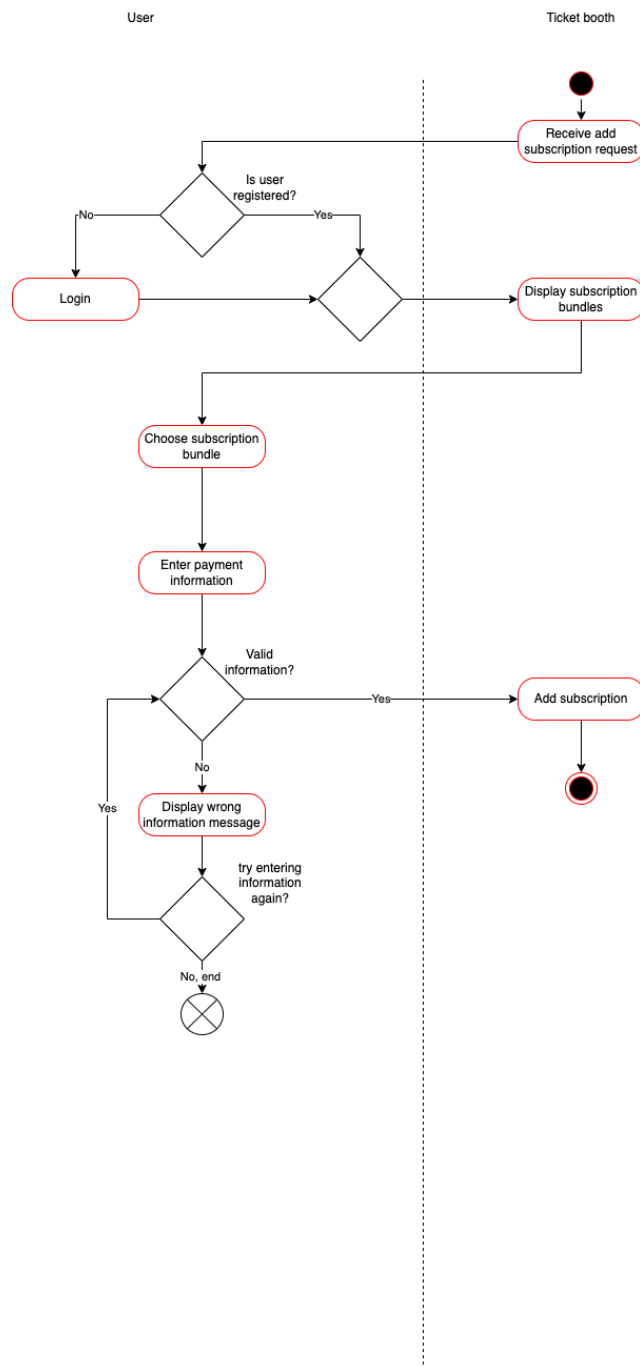 User
Ticket booth
Receive add
subscription request
Is user
registered?
No
Yes
Login
Display subscription
bundles
Choose subscription
bundle
Enter payment
information
Valid
information?
Yes
Add subscription
No
Yes
Display wrong
information message
try entering
information
again?
No, end